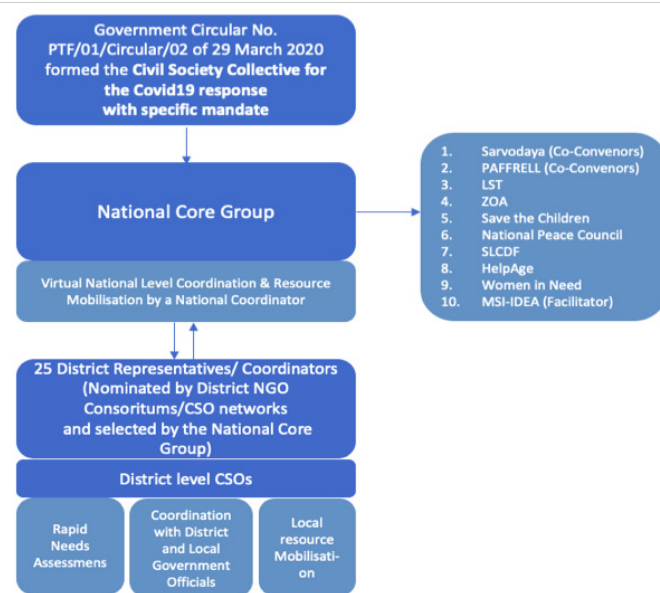 Government Circular No.
PTF/01/Circular/02 of 29 March 2020
formed the Civil Society Collective for
the Covid19 response
with specific mandate
National Core Group
Virtual National Level Coordination & Resource
Mobilisation by a National Coordinator
1. Sarvodaya (Co-Convenors)
2. PAFFRELL (Co-Convenors)
3. LST
4. ZOA
5. Save the Children
6. National Peace Council
7. SLCDF
8. HelpAge
9. Women in Need
10. MSI-IDEA (Facilitator)
25 District Representatives/ Coordinators
(Nominated by District NGO
Consoritums/CSO networks
and selected by the National Core
Group)
District level CSOs
Rapid
Needs
Assessmens
Coordination
with District
and Local
Government
Officials
Local
resource
Mobilisati-
on